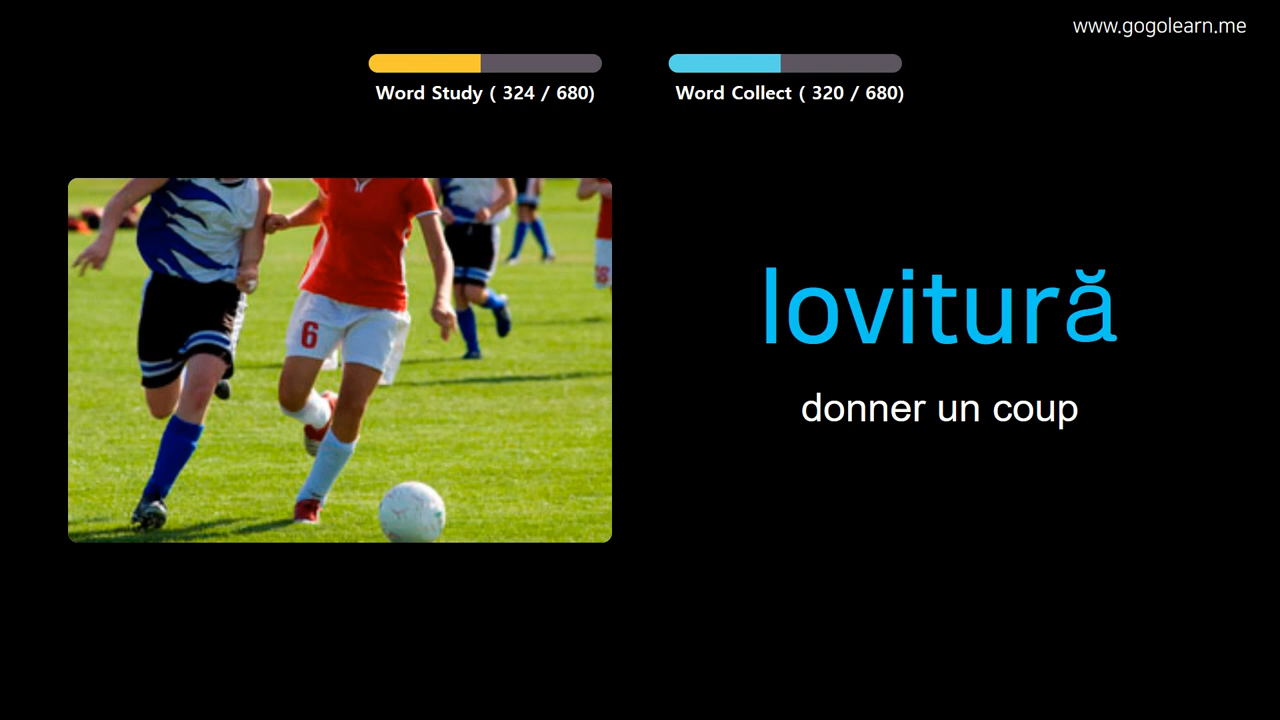 www.gogolearn.me
Word Study ( 324 / 680)
Word Collect ( 320 / 680)
6
lovitură
donner un coup